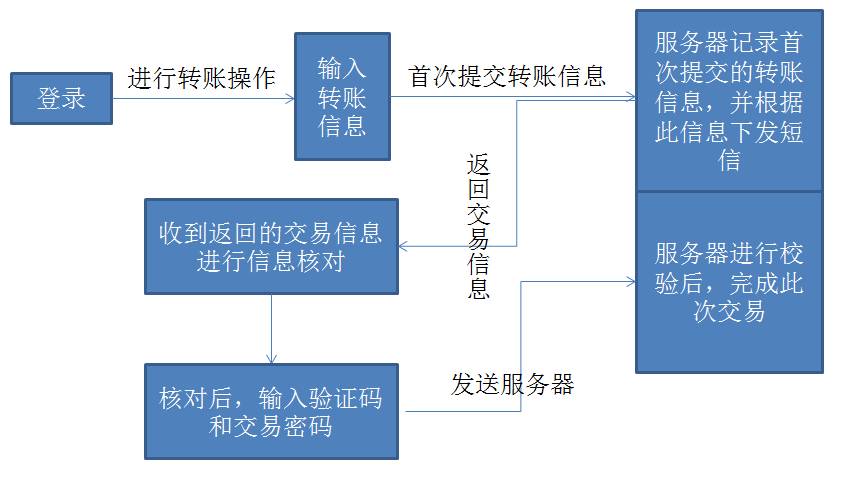 登录
进行转账操作
输入
转账
信息
首次提交转账信息
服务器记录首
次提交的转账
信息，并根据
此信息下发短
信
返回交易信息
收到返回的交易信息
进行信息核对
服务器进行校
验后，完成此
次交易
核对后，输入验证码
和交易密码
发送服务器